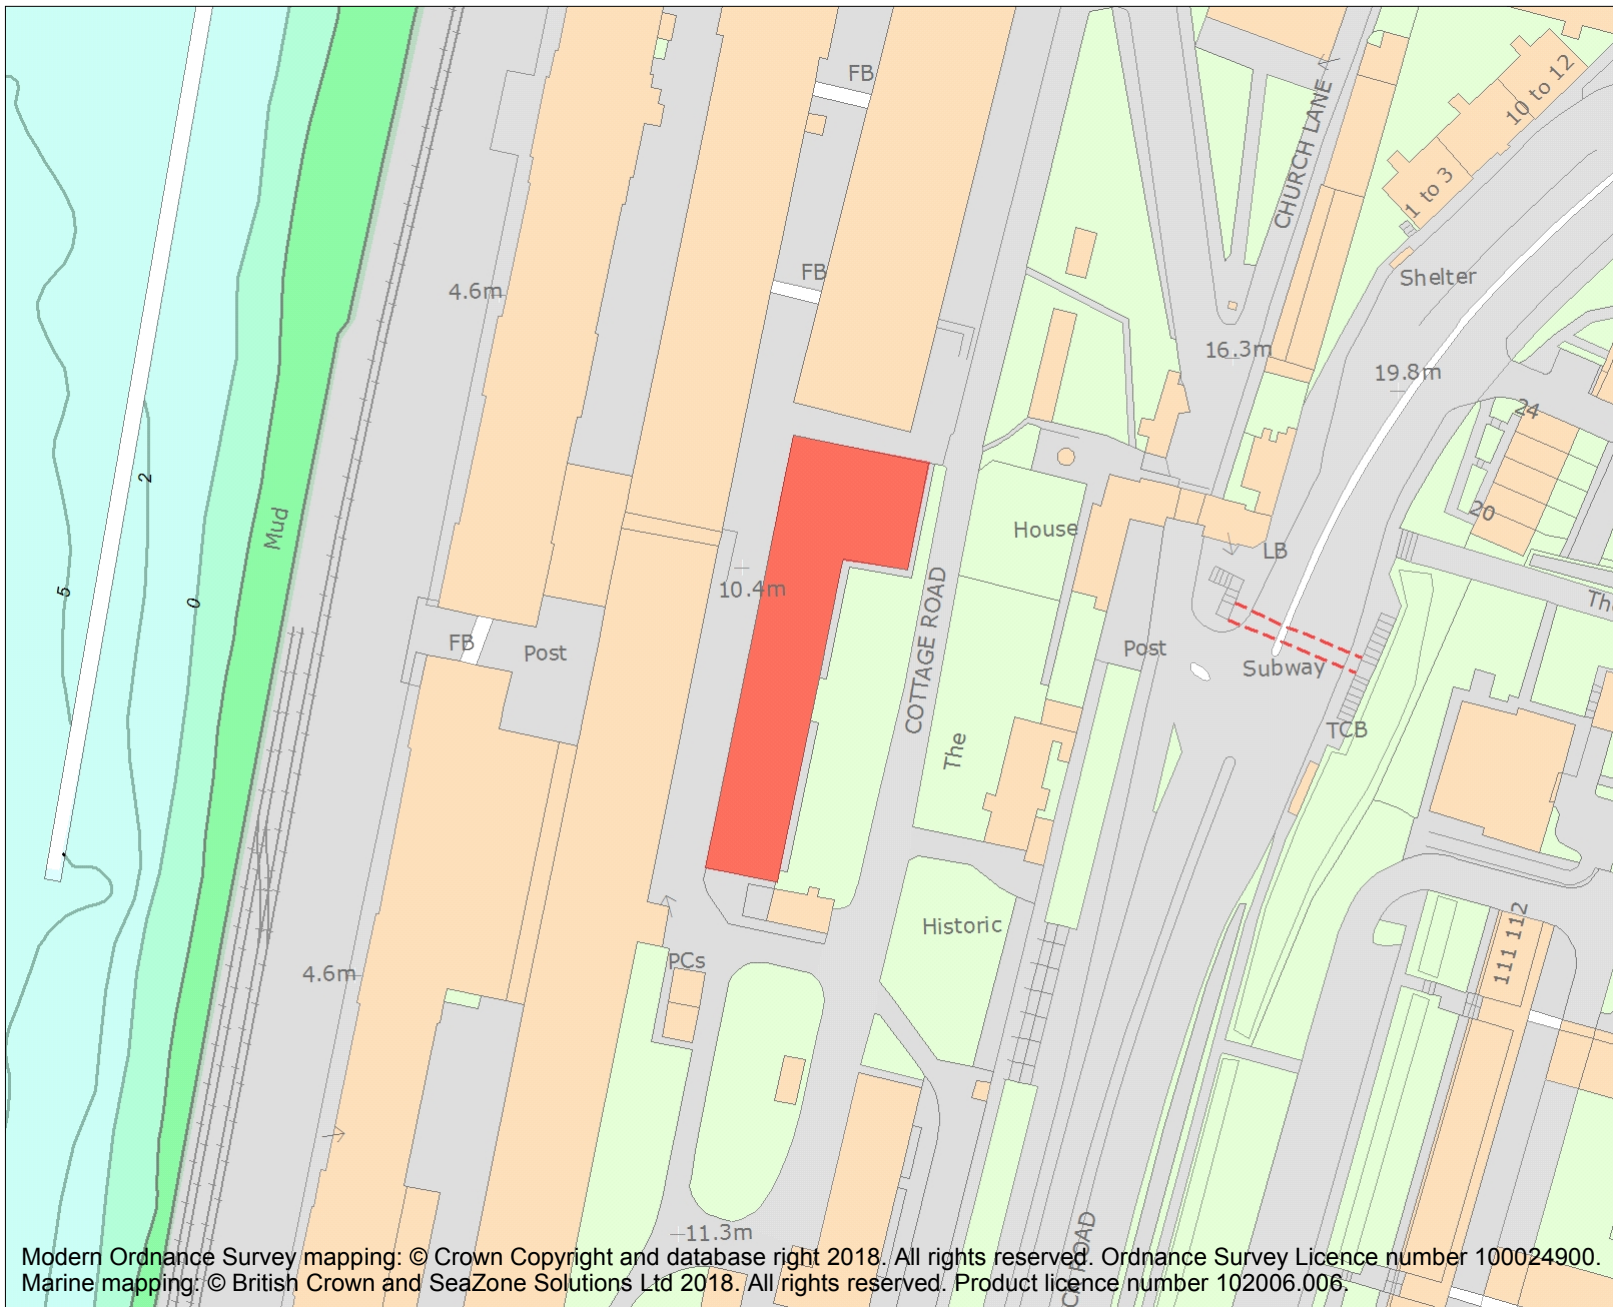 FB
10 to 12
CHURCH LANE
1 to 3
FB
Shelter
4.6m
16.3m
19.8m
24
2
20
Mud
House
LB
10.4m
5
0
COTTAGE ROAD
FB
Post
Post
Subway
The
TCB
Historic
111 112
PCs
4.6m
11.3m
ROAD
Modern Ordnance Survey mapping: © Crown Copyright and database right 2018. All rights reserved. Ordnance Survey Licence number 100024900.
Marine mapping: © British Crown and SeaZone Solutions Ltd 2018. All rights reserved. Product licence number 102006.006.